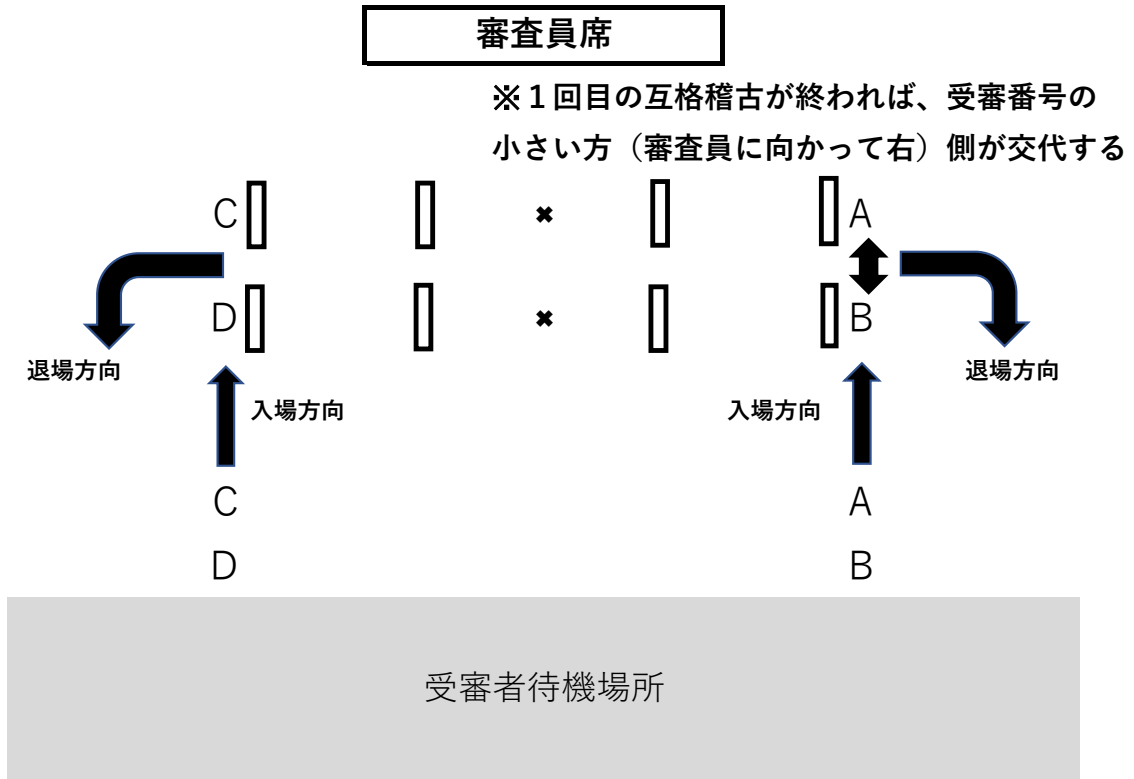 審査員席
※１回目の互格稽古が終われば、受審番号の
小さい方（審査員に向かって右）側が交代する
C A
D B
退場方向 退場方向
入場方向 入場方向
C A
D B
受審者待機場所